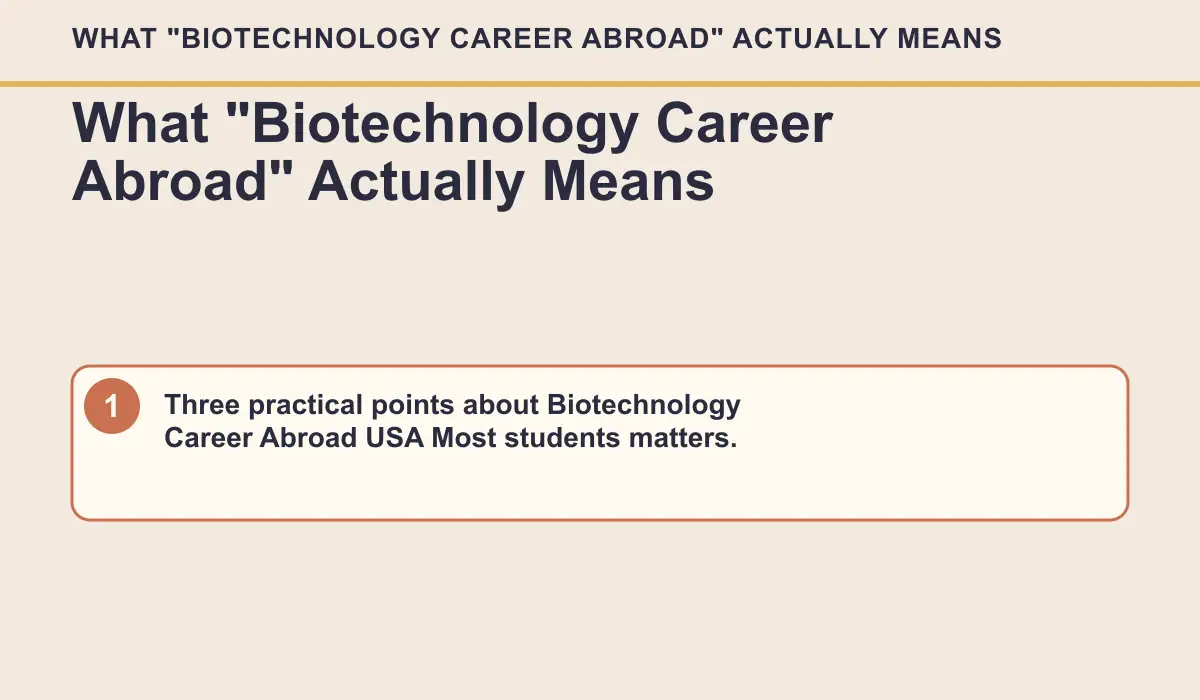 WHAT "BIOTECHNOLOGY CAREER ABROAD" ACTUALLY MEANS
What "Biotechnology Career
Abroad" Actually Means
1
Three practical points about Biotechnology
Career Abroad USA Most students matters.